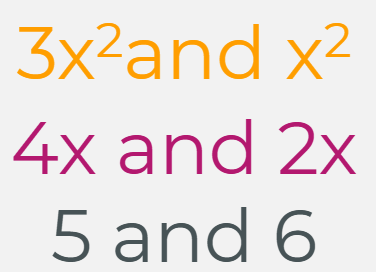 3x²and x²
4x and 2x
5 and 6